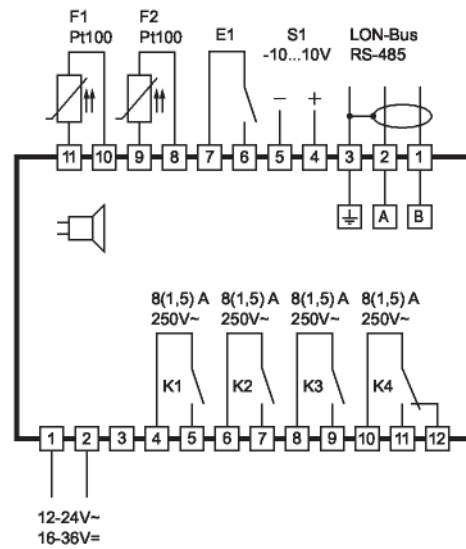 F1 F2 E1 S1 LON-Bus
Pt100 Pt100 -10...10V RS-485
− +
11 10 9 8 7 6 5 4 3 2 1
A B
8(1,5) A 8(1,5) A 8(1,5) A 8(1,5) A
250V~ 250V~ 250V~ 250V~
K1 K2 K3 K4
1 2 3 4 5 6 7 8 9 10 11 12
12-24V~
16-36V=